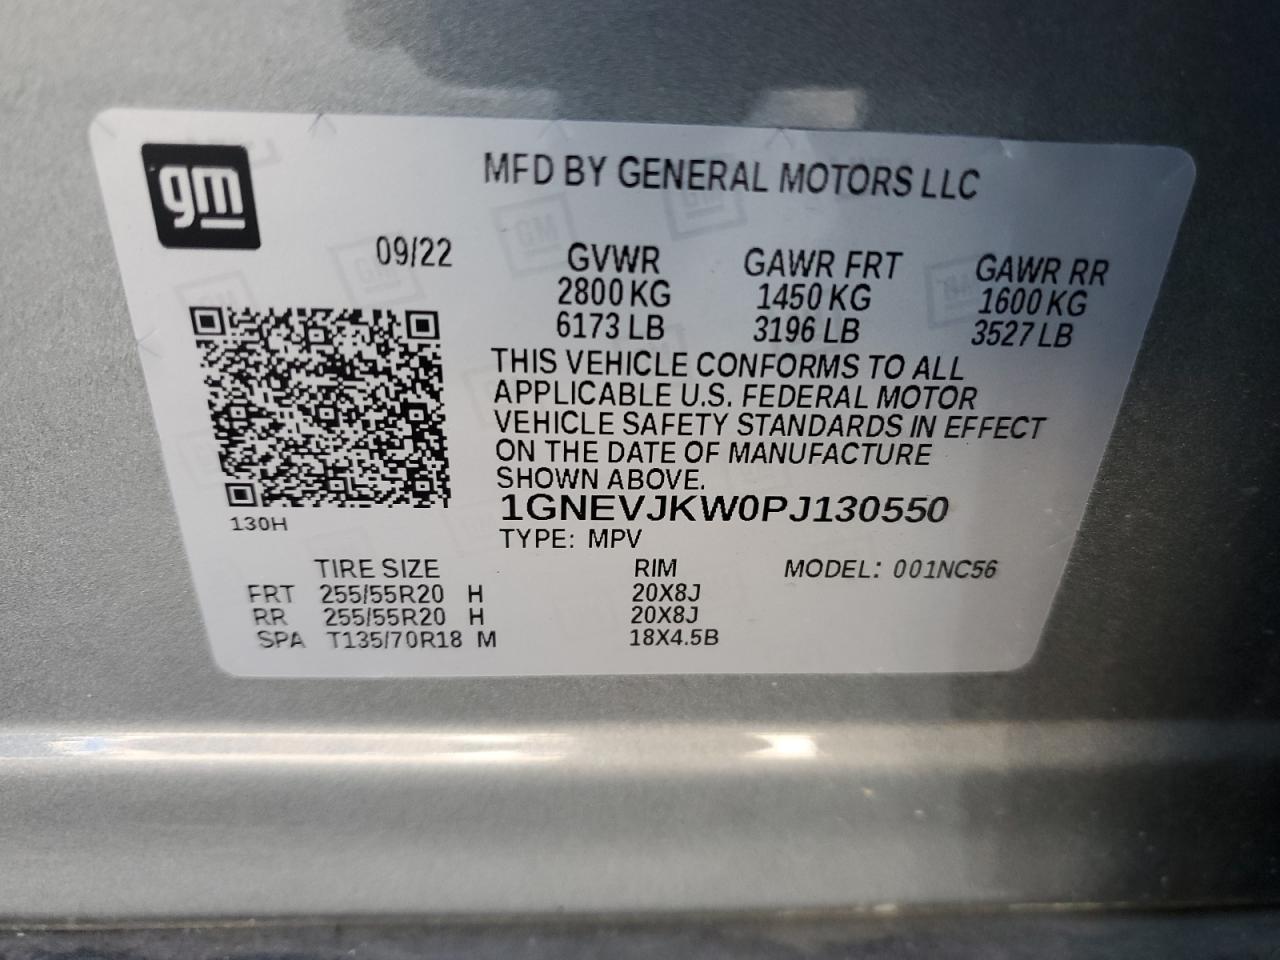 gm
MFD BY GENERAL MOTORS LLC
09/22
GVWR GAWR FRT GAWR RR
2800 KG 1450 KG 1600 KG
6173 LB 3196 LB 3527 LB
THIS VEHICLE CONFORMS TO ALL
APPLICABLE U.S. FEDERAL MOTOR
VEHICLE SAFETY STANDARDS IN EFFECT
ON THE DATE OF MANUFACTURE
SHOWN ABOVE.
1GNEVJKW0PJ130550
130H
TYPE: MPV
TIRE SIZE RIM MODEL: 001NC56
FRT 255/55R20 H 20X8J
RR 255/55R20 H 20X8J
SPA T135/70R18 M 18X4.5B